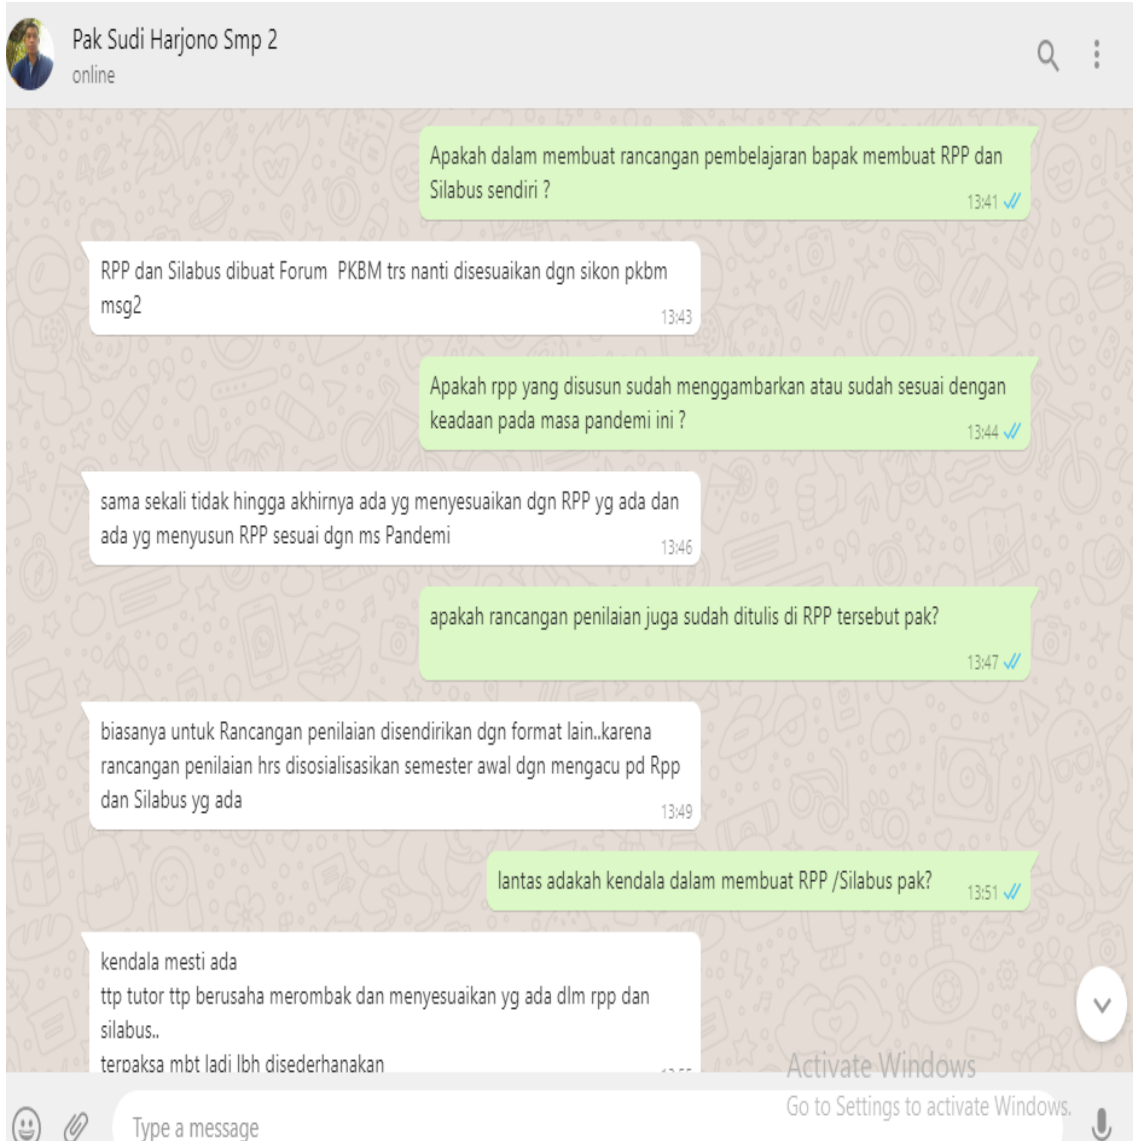 Pak Sudi Harjono Smp 2
online
Apakah dalam membuat rancangan pembelajaran bapak membuat RPP dan
Silabus sendiri ?
13:41
RPP dan Silabus dibuat Forum PKBM trs nanti disesuaikan dgn sikon pkbm
msg2
13:43
Apakah rpp yang disusun sudah menggambarkan atau sudah sesuai dengan
keadaan pada masa pandemi ini ?
13:44
sama sekali tidak hingga akhirnya ada yg menyesuaikan dgn RPP yg ada dan
ada yg menyusun RPP sesuai dgn ms Pandemi
13:46
apakah rancangan penilaian juga sudah ditulis di RPP tersebut pak?
13:47
biasanya untuk Rancangan penilaian disendirikan dgn format lain..karena
rancangan penilaian hrs disosialisasikan semester awal dgn mengacu pd Rpp
dan Silabus yg ada
13:49
lantas adakah kendala dalam membuat RPP /Silabus pak?
13:51
kendala mesti ada
ttp tutor ttp berusaha merombak dan menyesuaikan yg ada dlm rpp dan
silabus..
terpaksa mbt ladi lbh disederhanakan
Activate Windows
Go to Settings to activate Windows.
Type a message